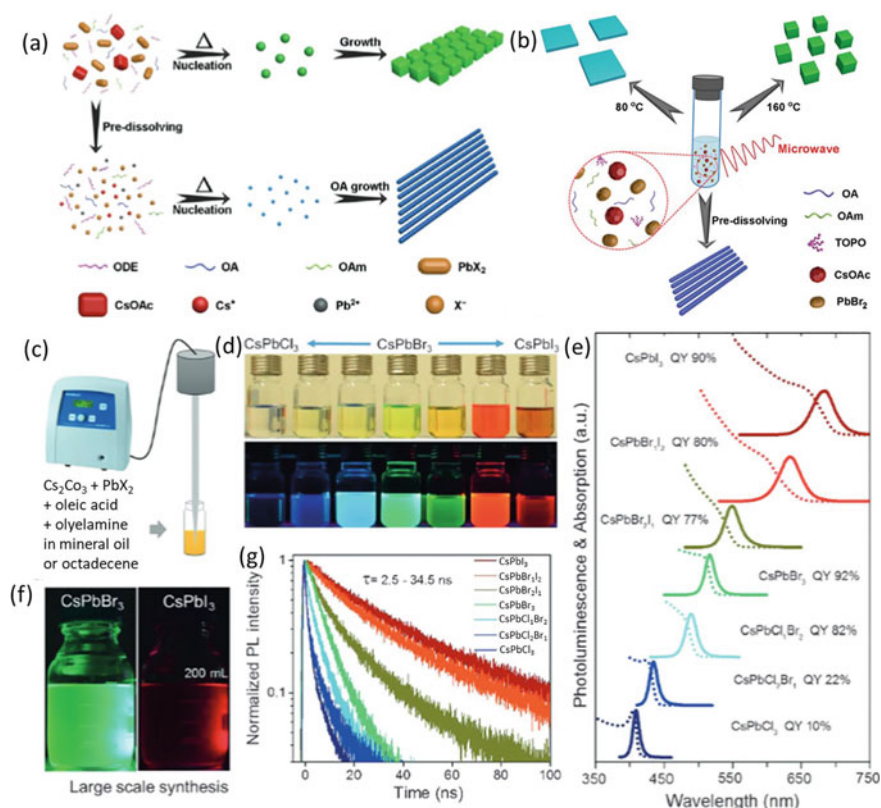 (a)
Δ
Nucleation
Growth
Pre-dissolving
Δ
Nucleation
OA growth
ODE
OA
OAm
PbX₂
CsOAc
Cs⁺
Pb²⁺
X⁻
(b)
80 °C
160 °C
Microwave
Pre-dissolving
OA
OAm
TOPO
CsOAc
PbBr₂
(c)
Cs₂Co₃ + PbX₂
+ oleic acid
+ olyelamine
in mineral oil
or octadecene
(d)
CsPbCl₃
CsPbBr₃
CsPbI₃
(e)
Photoluminescence & Absorption (a.u.)
CsPbI₃ QY 90%
CsPbBr₁I₂ QY 80%
CsPbBr₂I₁ QY 77%
CsPbBr₃ QY 92%
CsPbCl₁Br₂ QY 82%
CsPbCl₂Br₁ QY 22%
CsPbCl₃ QY 10%
350 450 550 650 750
Wavelength (nm)
(f)
CsPbBr₃
CsPbI₃
200 mL
Large scale synthesis
(g)
Normalized PL intensity
1
0.1
τ= 2.5 - 34.5 ns
CsPbI₃
CsPbBr₁I₂
CsPbBr₂I₁
CsPbBr₃
CsPbCl₁Br₂
CsPbCl₂Br₁
CsPbCl₃
0 20 40 60 80 100
Time (ns)